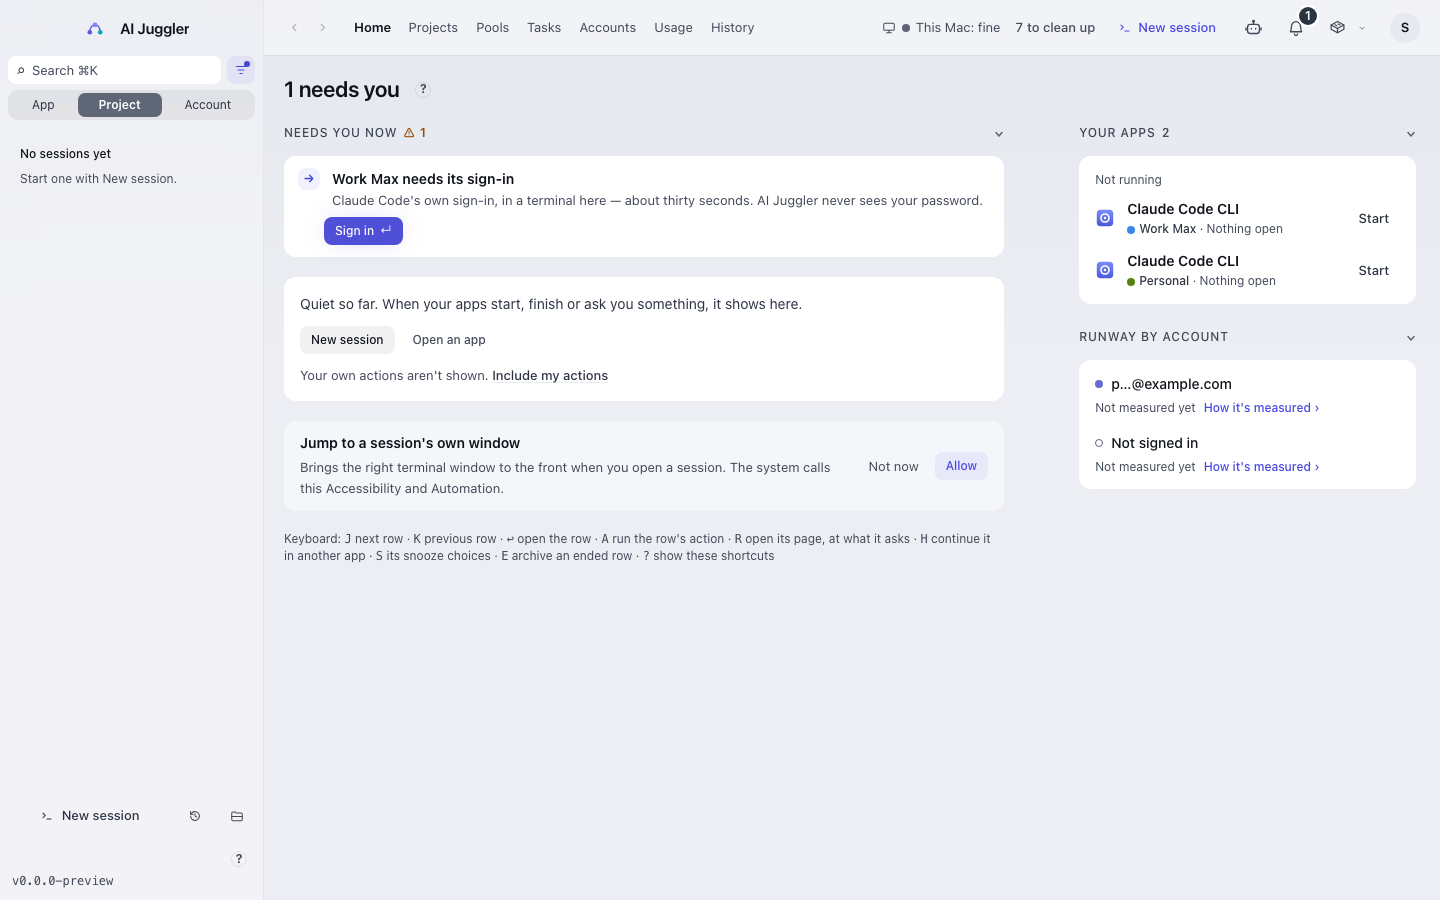 AI Juggler
Search ⌘K
App
Project
Account
No sessions yet
Start one with New session.
New session
?
v0.0.0-preview
Home
Projects
Pools
Tasks
Accounts
Usage
History
This Mac: fine
7 to clean up
New session
1
S
1 needs you
?
NEEDS YOU NOW 1
Work Max needs its sign-in
Claude Code's own sign-in, in a terminal here — about thirty seconds. AI Juggler never sees your password.
Sign in ↵
Quiet so far. When your apps start, finish or ask you something, it shows here.
New session
Open an app
Your own actions aren't shown. Include my actions
Jump to a session's own window
Brings the right terminal window to the front when you open a session. The system calls
this Accessibility and Automation.
Not now
Allow
Keyboard: J next row · K previous row · ↩ open the row · A run the row's action · R open its page, at what it asks · H continue it
in another app · S its snooze choices · E archive an ended row · ? show these shortcuts
YOUR APPS 2
Not running
Claude Code CLI
Work Max · Nothing open
Start
Claude Code CLI
Personal · Nothing open
Start
RUNWAY BY ACCOUNT
p...@example.com
Not measured yet How it's measured ›
Not signed in
Not measured yet How it's measured ›